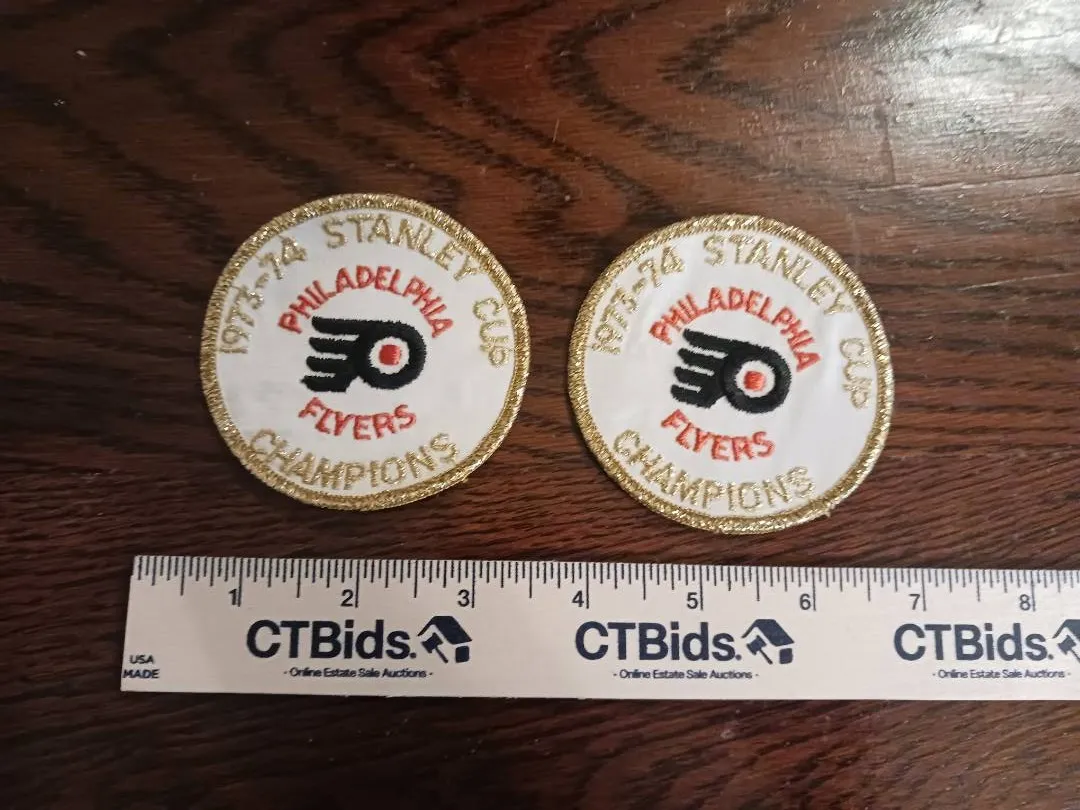 1973-74 STANLEY CUP
PHILADELPHIA
FLYERS
CHAMPIONS
1973-74 STANLEY CUP
PHILADELPHIA
FLYERS
CHAMPIONS
1 2 3 4 5 6 7 8
USA
MADE
CTBids.
- Online Estate Sale Auctions -
CTBids.
- Online Estate Sale Auctions -
CTBids.
- Online Estate Sale Auctions -